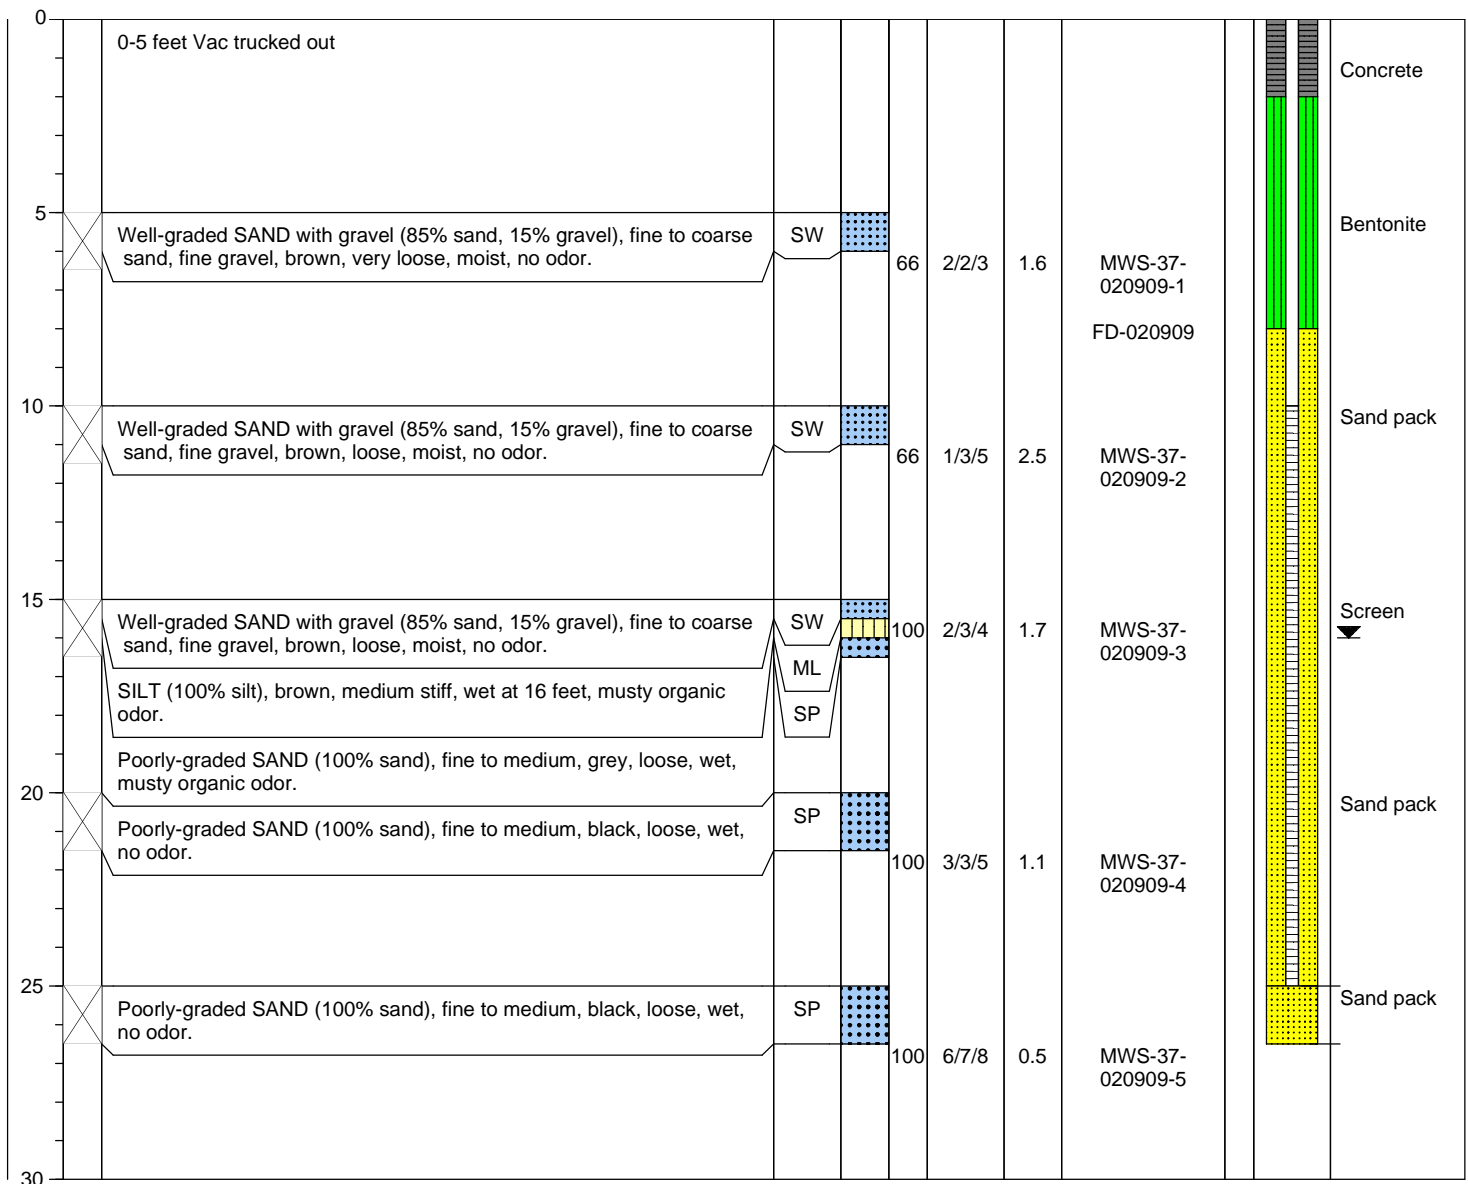 0
0-5 feet Vac trucked out
Concrete
5
Well-graded SAND with gravel (85% sand, 15% gravel), fine to coarse
sand, fine gravel, brown, very loose, moist, no odor.
SW
66
2/2/3
1.6
MWS-37-
020909-1
FD-020909
Bentonite
10
Well-graded SAND with gravel (85% sand, 15% gravel), fine to coarse
sand, fine gravel, brown, loose, moist, no odor.
SW
66
1/3/5
2.5
MWS-37-
020909-2
Sand pack
15
Well-graded SAND with gravel (85% sand, 15% gravel), fine to coarse
sand, fine gravel, brown, loose, moist, no odor.
SW
100
2/3/4
1.7
MWS-37-
020909-3
Screen
SILT (100% silt), brown, medium stiff, wet at 16 feet, musty organic
odor.
ML
SP
Poorly-graded SAND (100% sand), fine to medium, grey, loose, wet,
musty organic odor.
20
Poorly-graded SAND (100% sand), fine to medium, black, loose, wet,
no odor.
SP
100
3/3/5
1.1
MWS-37-
020909-4
Sand pack
25
Poorly-graded SAND (100% sand), fine to medium, black, loose, wet,
no odor.
SP
100
6/7/8
0.5
MWS-37-
020909-5
Sand pack
30